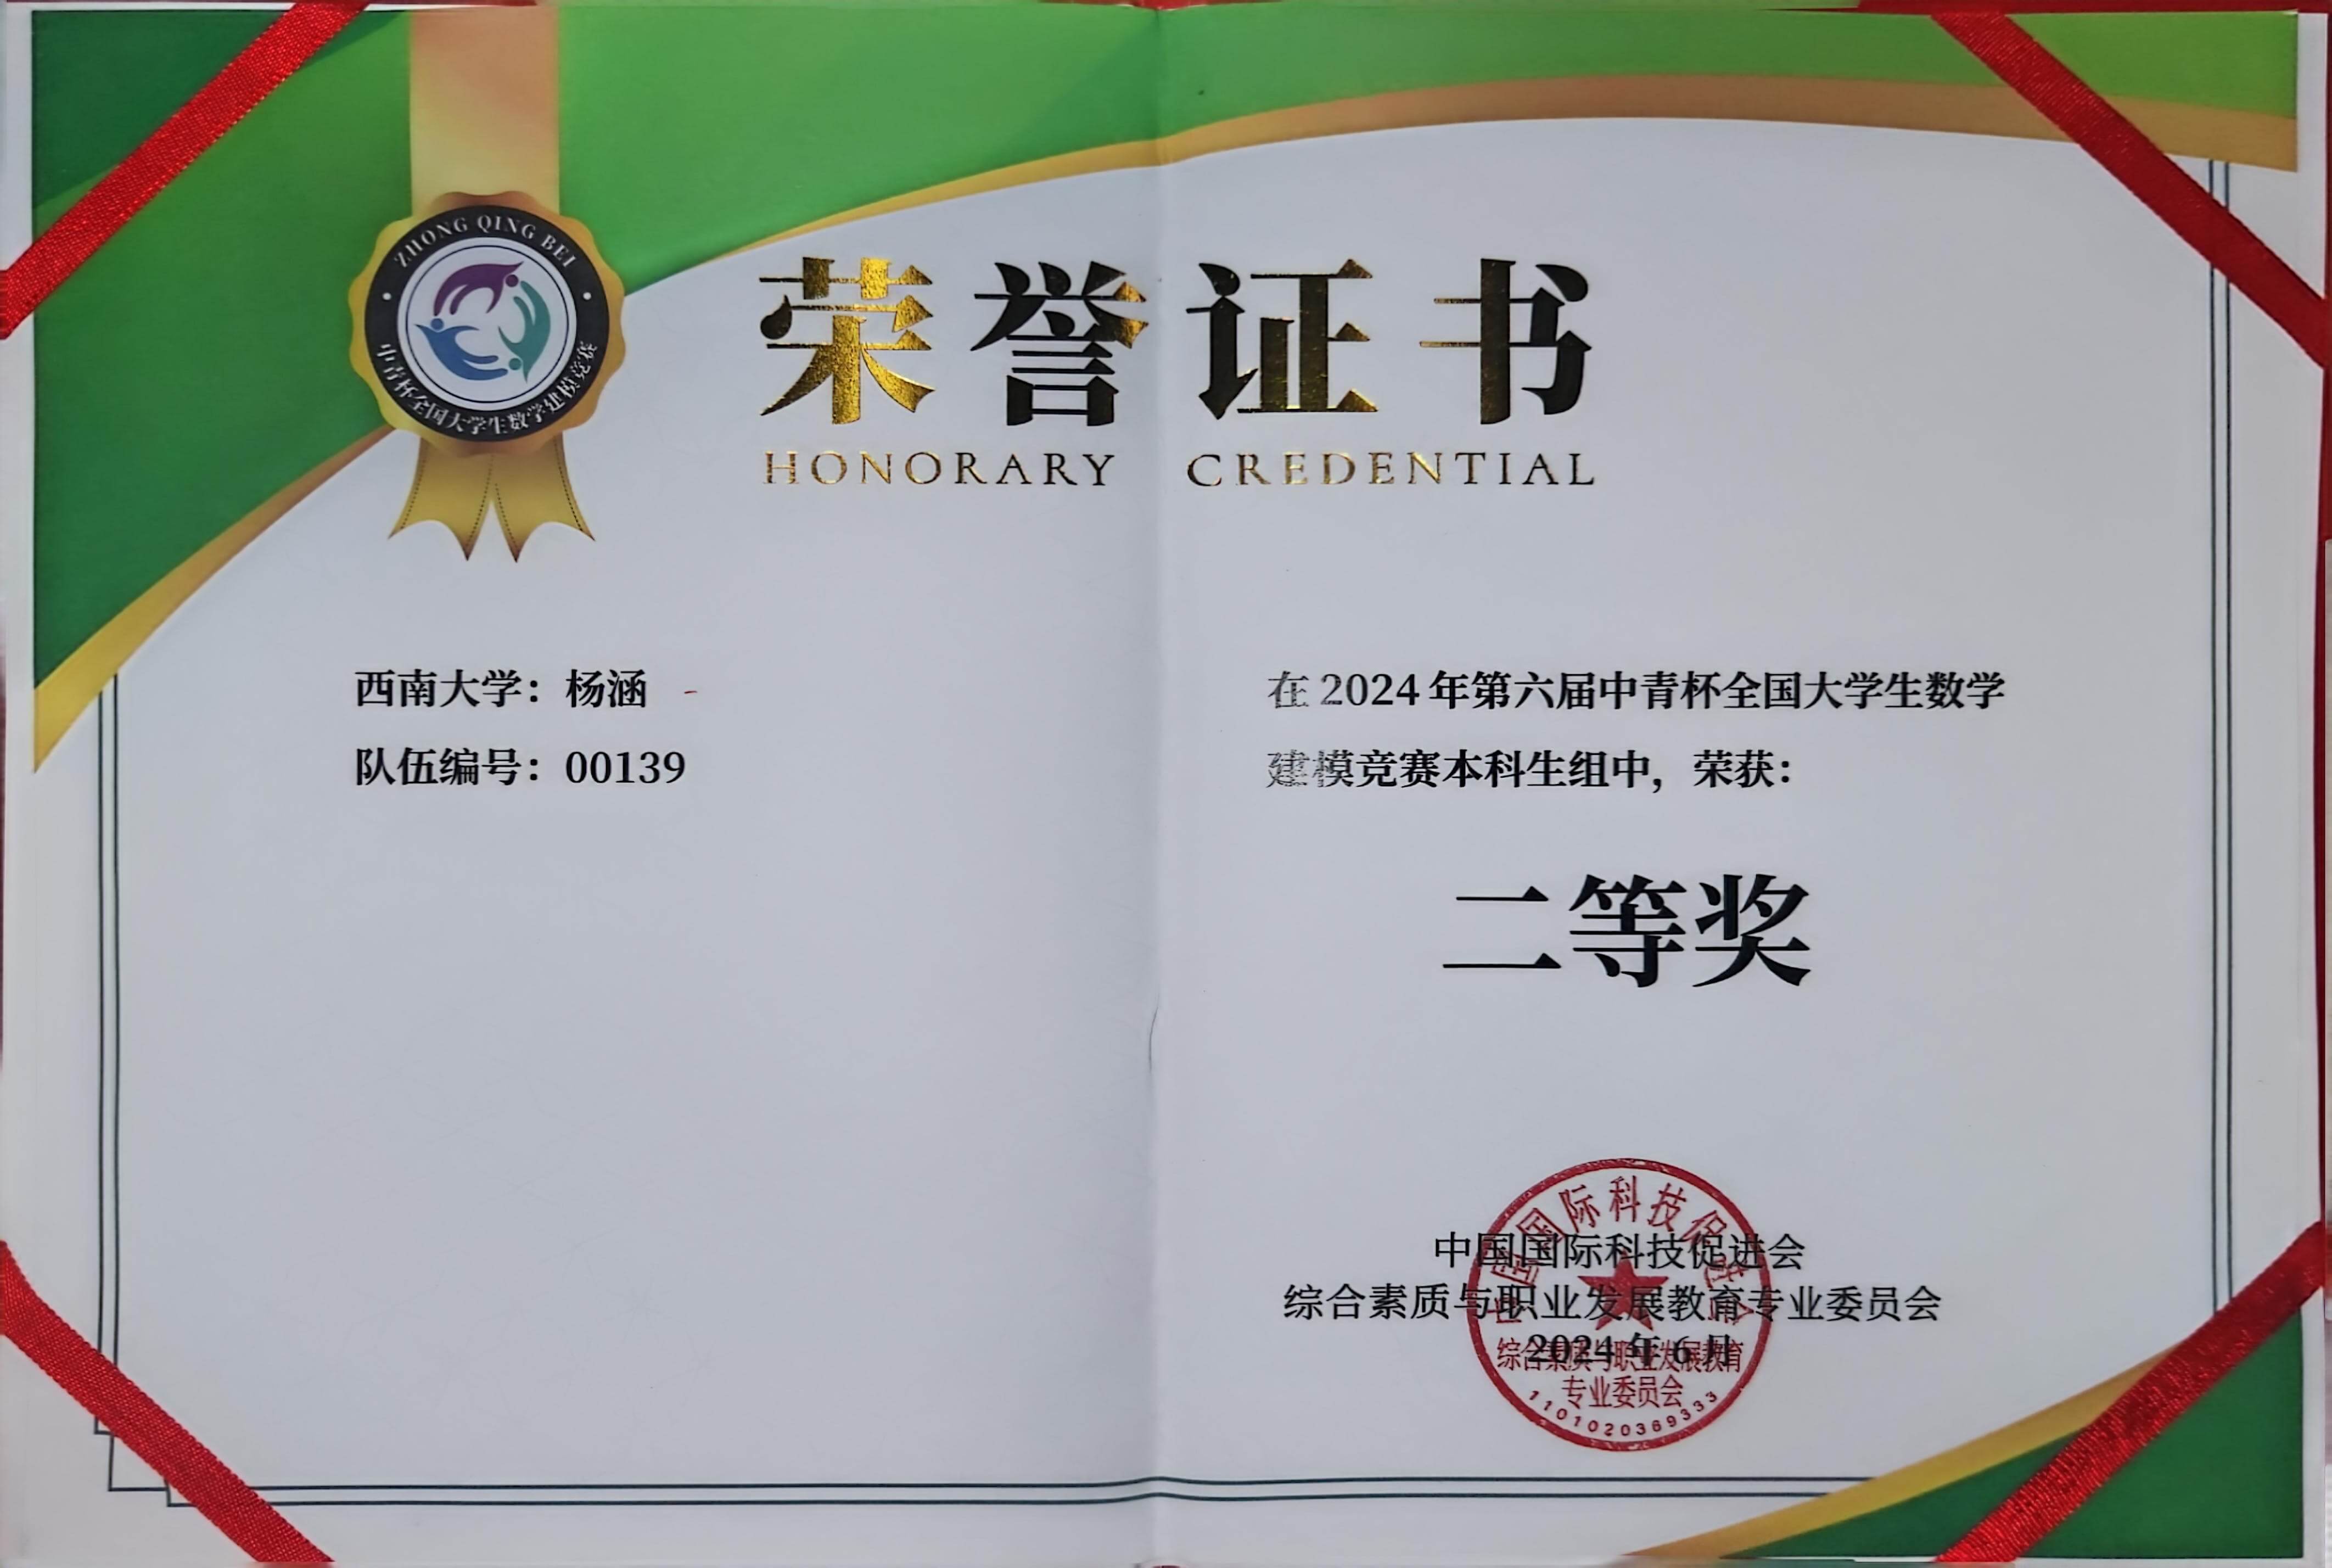 ZHONG QING BEI
中青杯全国大学生数学建模竞赛
荣誉证书
HONORARY CREDENTIAL
西南大学：杨涵
队伍编号：00139
在2024年第六届中青杯全国大学生数学
建模竞赛本科生组中，荣获：
二等奖
中国国际科技促进会
综合素质与职业发展教育专业委员会
2024年6月
中国国际科技促进会
综合素质与职业发展教育
专业委员会
1101020369333